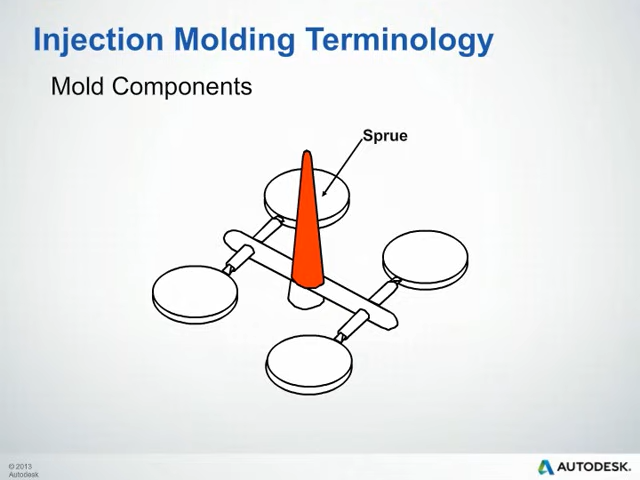 Injection Molding Terminology
Mold Components
Sprue
© 2013
Autodesk
AUTODESK.